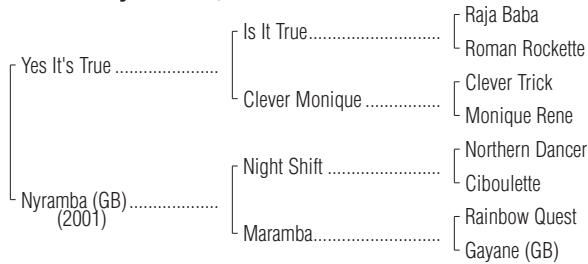 Raja Baba
Is It True
Roman Rockette
Yes It's True
Clever Trick
Clever Monique
Monique Rene
Northern Dancer
Night Shift
Ciboulette
Nyramba (GB)
(2001)
Rainbow Quest
Maramba
Gayane (GB)